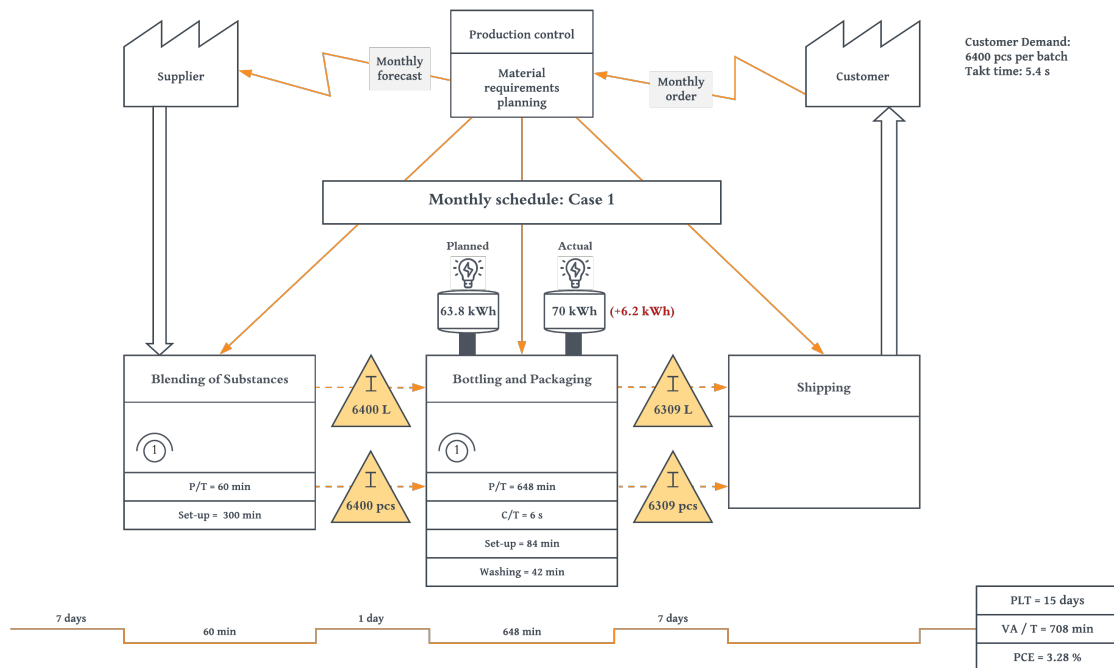 Supplier
Monthly
forecast
Production control
Material
requirements
planning
Monthly
order
Customer
Customer Demand:
6400 pcs per batch
Takt time: 5.4 s
Monthly schedule: Case 1
Planned
Actual
63.8 kWh
70 kWh
(+6.2 kWh)
Blending of Substances
1
P/T = 60 min
Set-up = 300 min
I
6400 L
I
6400 pcs
Bottling and Packaging
1
P/T = 648 min
C/T = 6 s
Set-up = 84 min
Washing = 42 min
I
6309 L
I
6309 pcs
Shipping
7 days
60 min
1 day
648 min
7 days
PLT = 15 days
VA / T = 708 min
PCE = 3.28 %